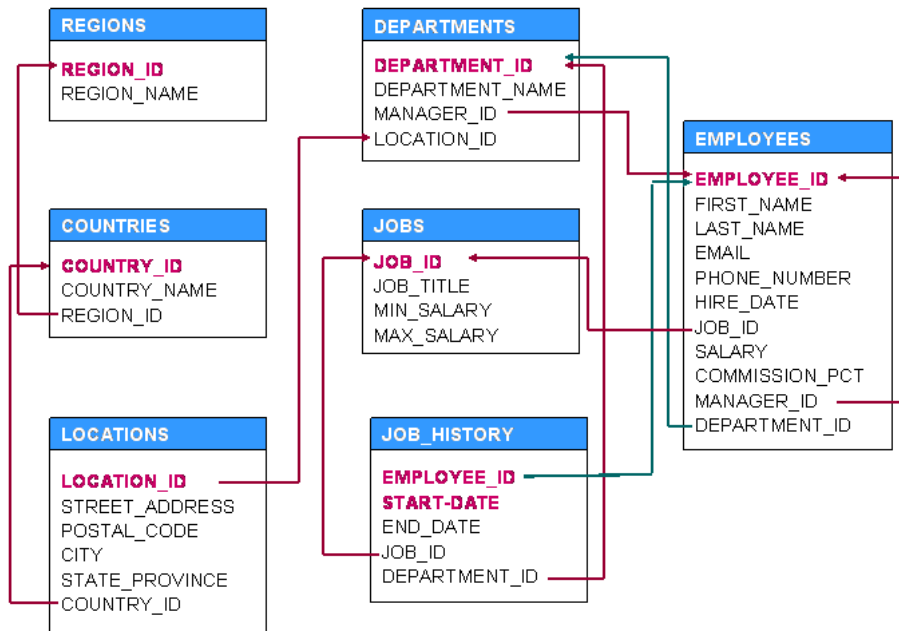 REGIONS
REGION_ID
REGION_NAME
DEPARTMENTS
DEPARTMENT_ID
DEPARTMENT_NAME
MANAGER_ID
LOCATION_ID
EMPLOYEES
EMPLOYEE_ID
FIRST_NAME
LAST_NAME
EMAIL
PHONE_NUMBER
HIRE_DATE
JOB_ID
SALARY
COMMISSION_PCT
MANAGER_ID
DEPARTMENT_ID
COUNTRIES
COUNTRY_ID
COUNTRY_NAME
REGION_ID
JOBS
JOB_ID
JOB_TITLE
MIN_SALARY
MAX_SALARY
LOCATIONS
LOCATION_ID
STREET_ADDRESS
POSTAL_CODE
CITY
STATE_PROVINCE
COUNTRY_ID
JOB_HISTORY
EMPLOYEE_ID
START-DATE
END_DATE
JOB_ID
DEPARTMENT_ID